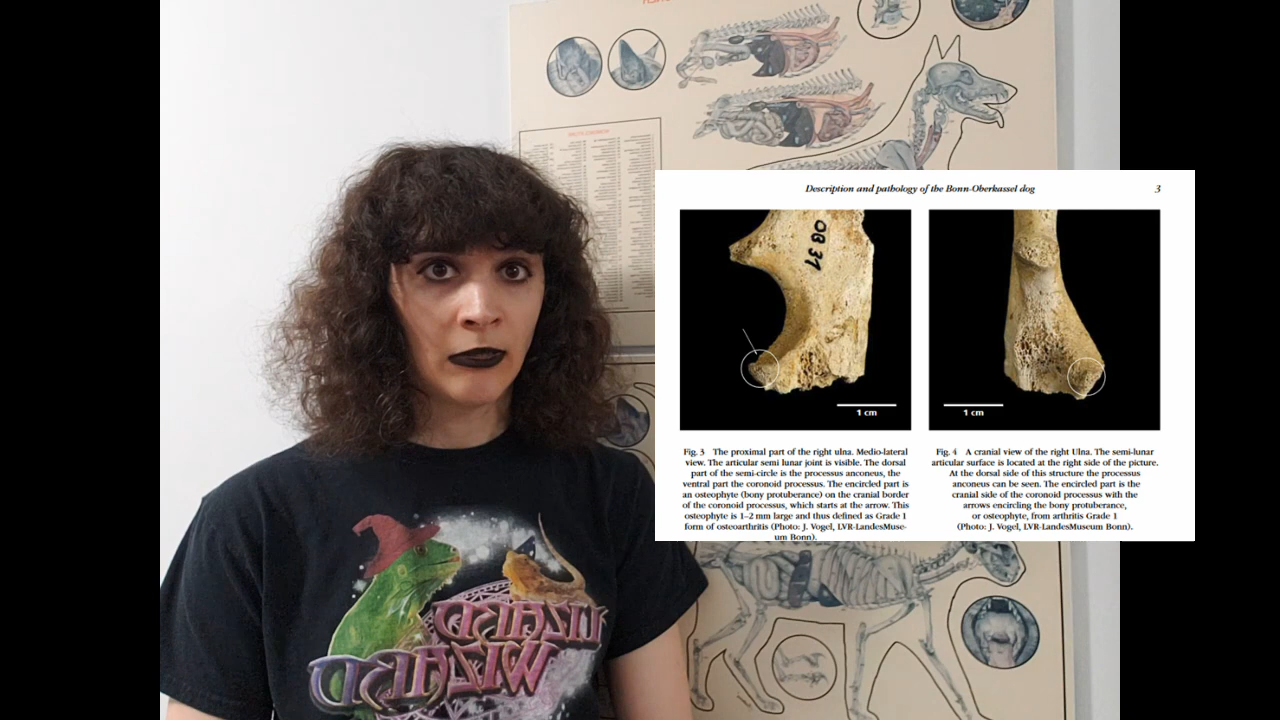 Description and pathology of the Bonn-Oberkassel dog 3
OB 37
1 cm
1 cm
Fig. 3 The proximal part of the right ulna. Medio-lateral
view. The articular semi lunar joint is visible. The dorsal
part of the semi-circle is the processus anconeus, the
ventral part the coronoid processus. The encircled part is
an osteophyte (bony protuberance) on the cranial border
of the coronoid processus, which starts at the arrow. This
osteophyte is 1–2 mm large and thus defined as Grade 1
form of osteoarthritis (Photo: J. Vogel, LVR-LandesMuse-
um Bonn).
Fig. 4 A cranial view of the right Ulna. The semi-lunar
articular surface is located at the right side of the picture.
At the dorsal side of this structure the processus
anconeus can be seen. The encircled part is the
cranial side of the coronoid processus with the
arrows encircling the bony protuberance,
or osteophyte, from arthritis Grade 1
(Photo: J. Vogel, LVR-LandesMuseum Bonn).
LIZARD
WIZARD